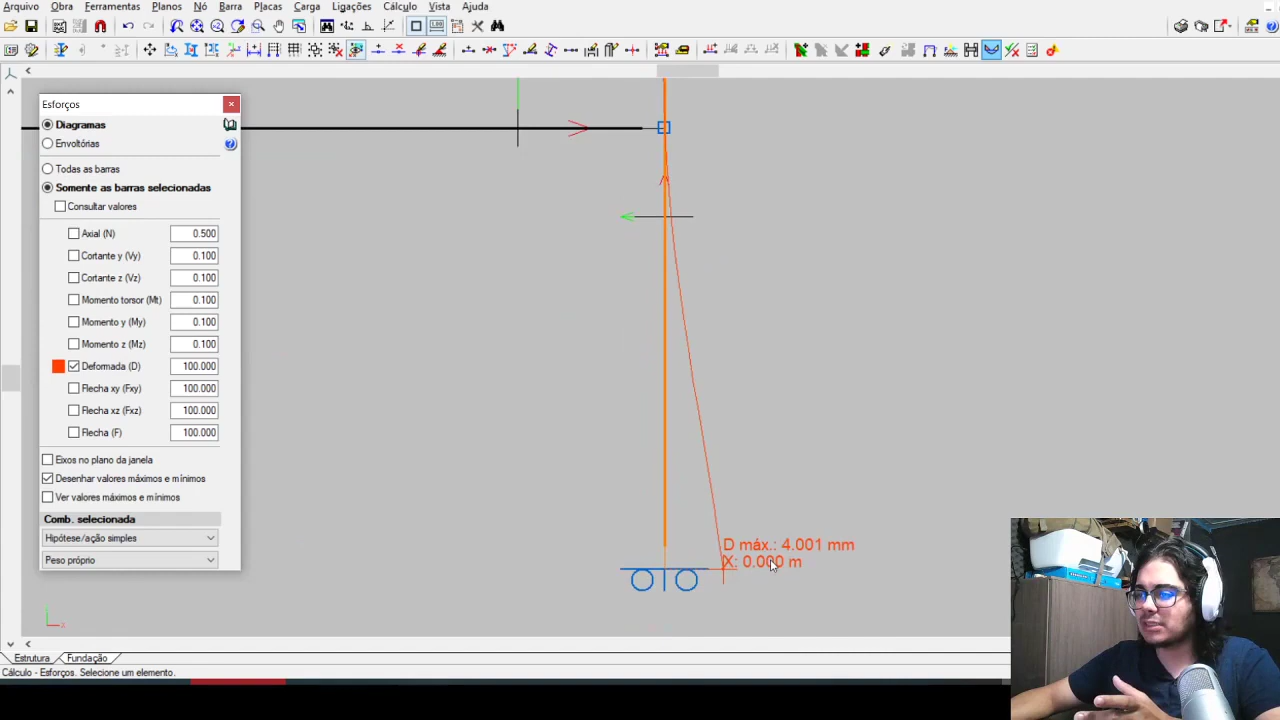 Arquivo Obra Ferramentas Planos Nó Barra Placas Carga Ligações Cálculo Vista Ajuda
Esforços
Diagramas
Envoltórias
Todas as barras
Somente as barras selecionadas
Consultar valores
Axial (N) 0.500
Cortante y (Vy) 0.100
Cortante z (Vz) 0.100
Momento torsor (Mt) 0.100
Momento y (My) 0.100
Momento z (Mz) 0.100
Deformada (D) 100.000
Flecha xy (Fxy) 100.000
Flecha xz (Fxz) 100.000
Flecha (F) 100.000
Eixos no plano da janela
Desenhar valores máximos e mínimos
Ver valores máximos e mínimos
Comb. selecionada
Hipótese/ação simples
Peso próprio
D máx.: 4.001 mm
X: 0.000 m
Estrutura Fundação
Cálculo - Esforços. Selecione um elemento.